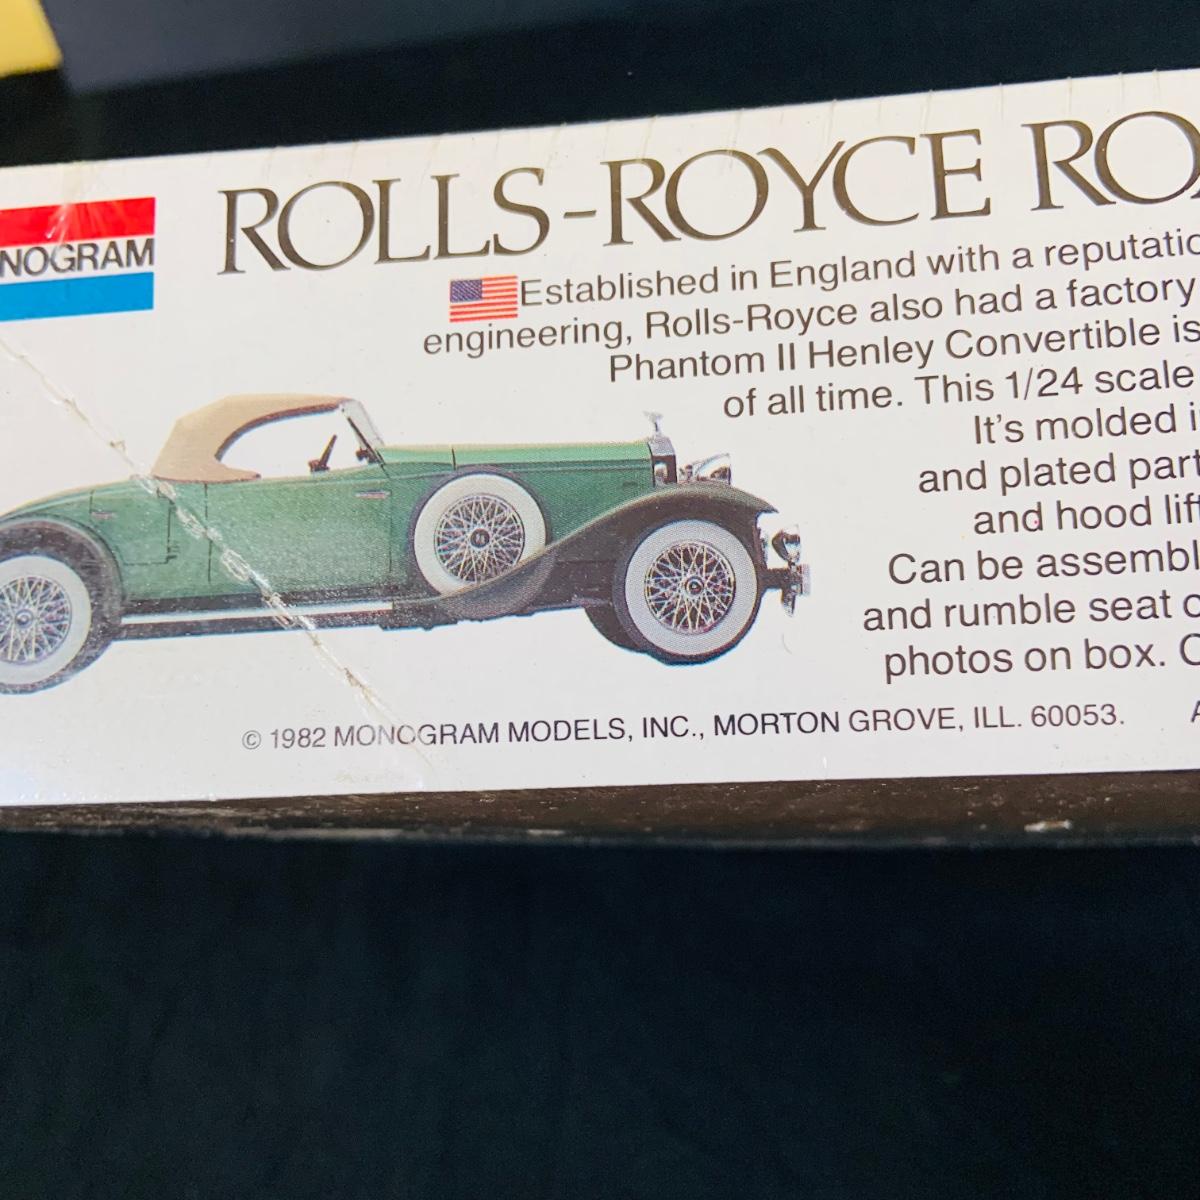 NOGRAM
ROLLS-ROYCE RO
Established in England with a reputatio
engineering, Rolls-Royce also had a factory
Phantom II Henley Convertible is
of all time. This 1/24 scale
It's molded i
and plated part
and hood lift
Can be assembl
and rumble seat c
photos on box. C
© 1982 MONOGRAM MODELS, INC., MORTON GROVE, ILL. 60053.